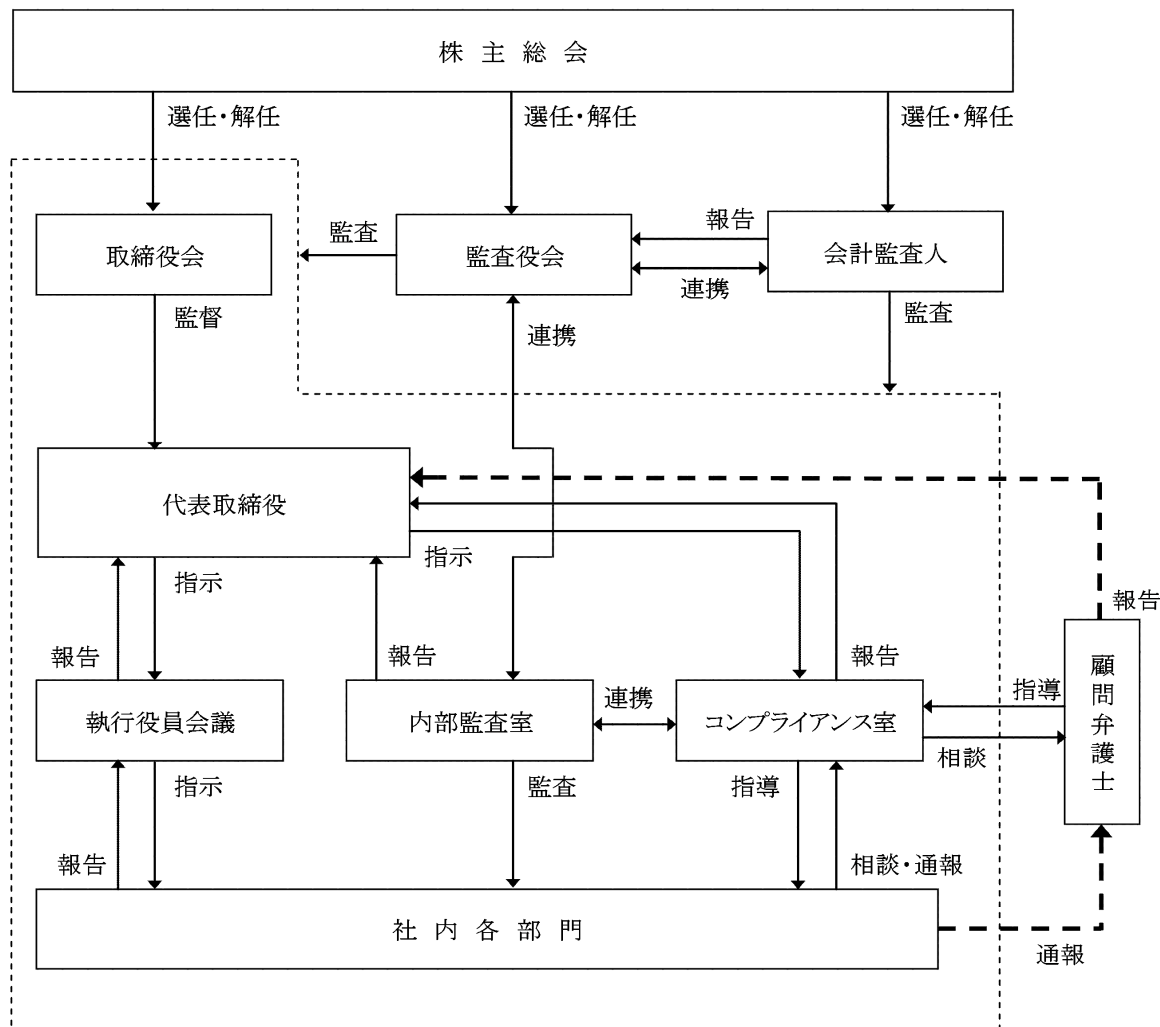 株主総会
選任・解任
選任・解任
選任・解任
取締役会
監査
監査役会
報告
連携
会計監査人
監督
連携
監査
代表取締役
指示
指示
報告
報告
報告
報告
執行役員会議
内部監査室
連携
コンプライアンス室
指導
相談
顧問弁護士
指示
監査
指導
報告
相談・通報
社内各部門
通報